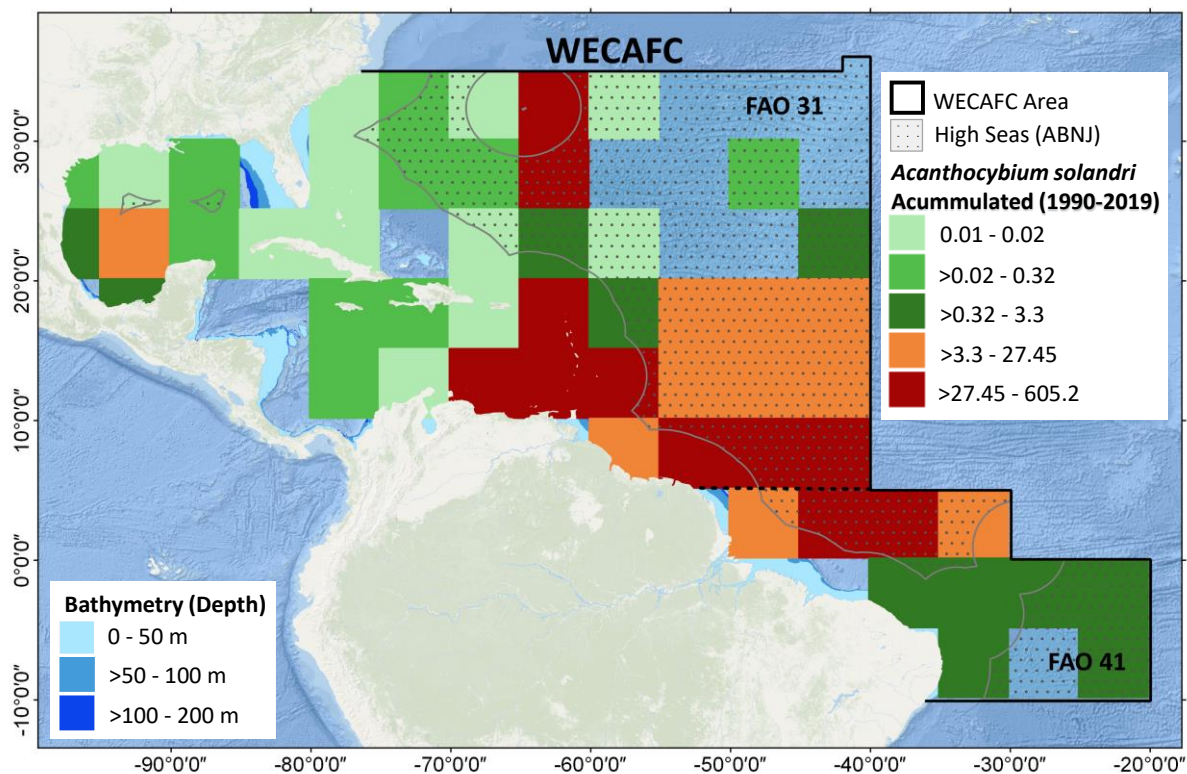 WECAFC
FAO 31
WECAFC Area
High Seas (ABNJ)
Acanthocybium solandri
Acummulated (1990-2019)
0.01 - 0.02
>0.02 - 0.32
>0.32 - 3.3
>3.3 - 27.45
>27.45 - 605.2
30°0'0"
20°0'0"
10°0'0"
0°0'0"
-10°0'0"
Bathymetry (Depth)
0 - 50 m
>50 - 100 m
>100 - 200 m
FAO 41
-90°0'0" -80°0'0" -70°0'0" -60°0'0" -50°0'0" -40°0'0" -30°0'0" -20°0'0"